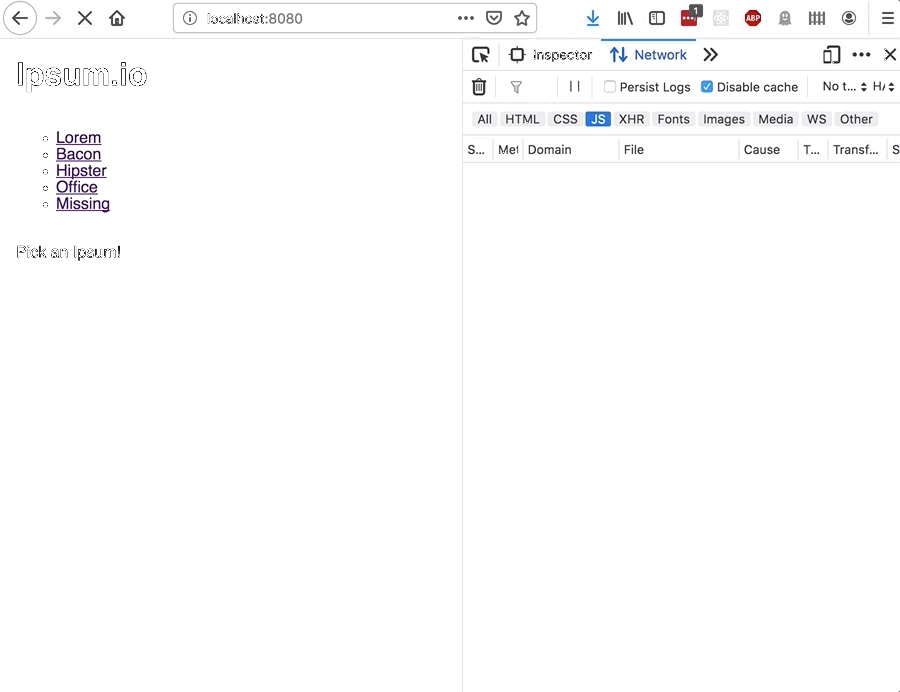 localhost:8080
1
ABP
Ipsum.io
Lorem
Bacon
Hipster
Office
Missing
Pick an Ipsum!
Inspector Network
Persist Logs Disable cache No t... HA
All HTML CSS JS XHR Fonts Images Media WS Other
S... Met Domain File Cause T... Transf... S